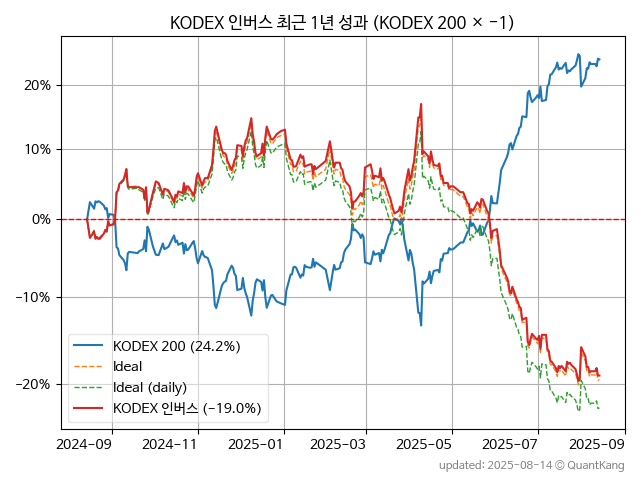 KODEX 인버스 최근 1년 성과 (KODEX 200 × −1)
20%
10%
0%
−10%
−20%
KODEX 200 (24.2%)
Ideal
Ideal (daily)
KODEX 인버스 (−19.0%)
2024-09
2024-11
2025-01
2025-03
2025-05
2025-07
2025-09
updated: 2025-08-14 © QuantKang